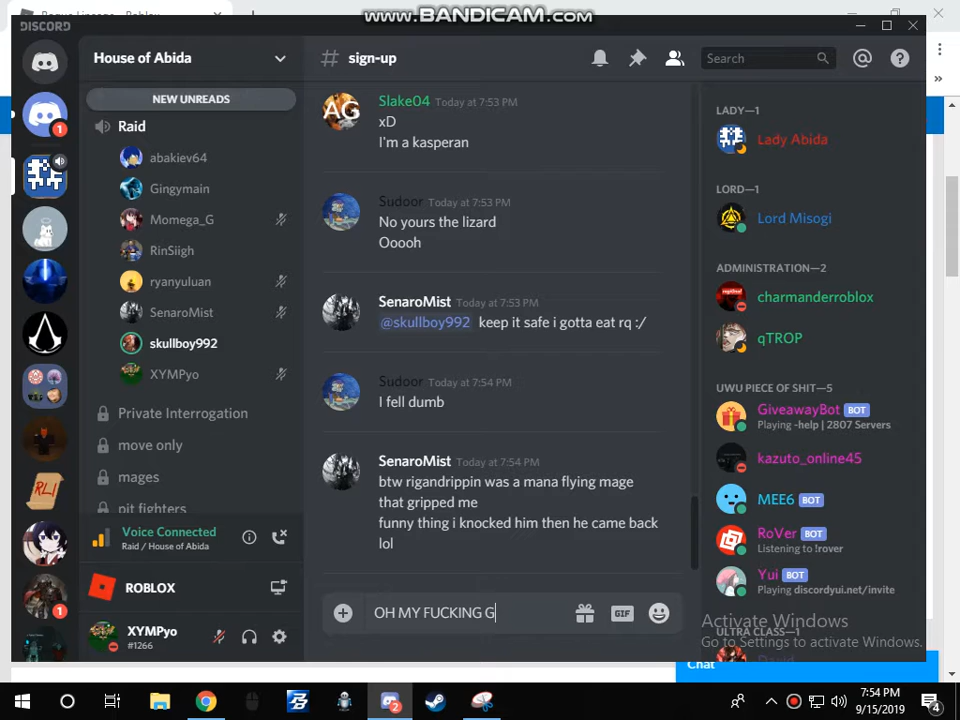 www.BANDICAM.com
DISCORD
House of Abida
# sign-up
Search
NEW UNREADS
Raid
abakiev64
Gingymain
Momega_G
RinSiigh
ryanyuluan
SenaroMist
skullboy992
XYMPyo
Private Interrogation
move only
mages
pit fighters
Voice Connected
Raid / House of Abida
ROBLOX
XYMPyo
#1266
AG
Slake04 Today at 7:53 PM
xD
I'm a kasperan
Sudoor Today at 7:53 PM
No yours the lizard
Ooooh
SenaroMist Today at 7:53 PM
@skullboy992 keep it safe i gotta eat rq :/
Sudoor Today at 7:54 PM
I fell dumb
SenaroMist Today at 7:54 PM
btw rigandrippin was a mana flying mage
that gripped me
funny thing i knocked him then he came back
lol
OH MY FUCKING G
GIF
LADY—1
Lady Abida
LORD—1
Lord Misogi
ADMINISTRATION—2
charmanderroblox
qTROP
UWU PIECE OF SHIT—5
GiveawayBot BOT
Playing -help | 2807 Servers
kazuto_online45
MEE6 BOT
RoVer BOT
Listening to !rover
Yui BOT
Playing discordyui.net/invite
ULTRA CLASS—1
Activate Windows
Go to Settings to activate Windows.
Chat
7:54 PM
9/15/2019
4